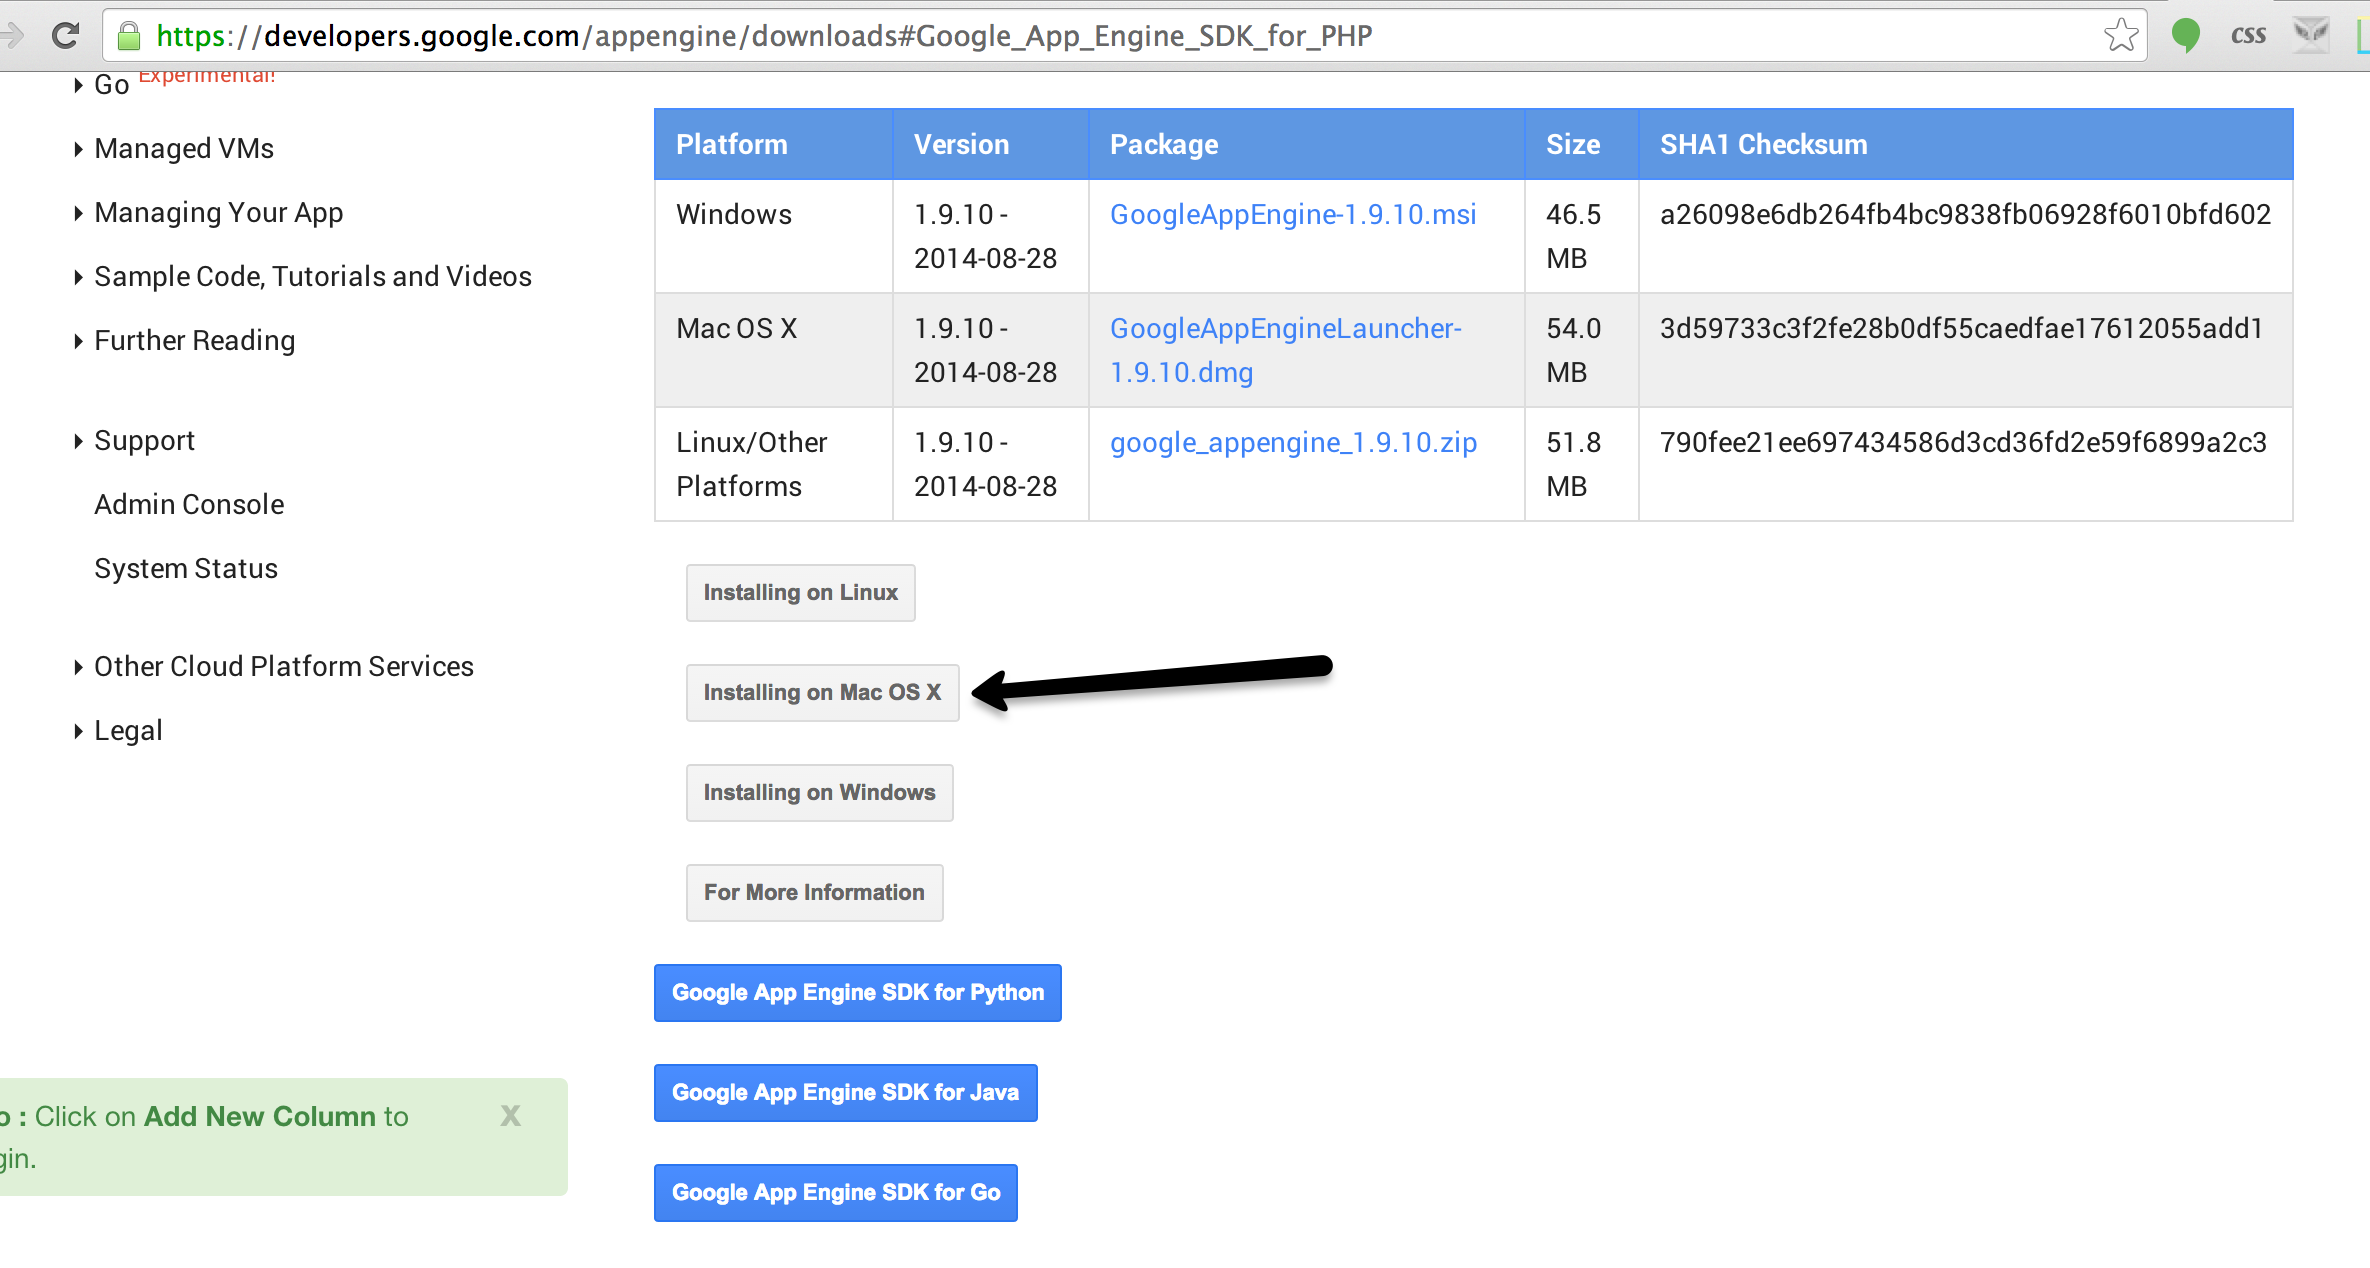 https://developers.google.com/appengine/downloads#Google_App_Engine_SDK_for_PHP
css
Go Experimental!
Managed VMs
Managing Your App
Sample Code, Tutorials and Videos
Further Reading
Support
Admin Console
System Status
Other Cloud Platform Services
Legal
Platform Version Package Size SHA1 Checksum
Windows 1.9.10 - GoogleAppEngine-1.9.10.msi 46.5 a26098e6db264fb4bc9838fb06928f6010bfd602
2014-08-28 MB
Mac OS X 1.9.10 - GoogleAppEngineLauncher- 54.0 3d59733c3f2fe28b0df55caedfae17612055add1
2014-08-28 1.9.10.dmg MB
Linux/Other 1.9.10 - google_appengine_1.9.10.zip 51.8 790fee21ee697434586d3cd36fd2e59f6899a2c3
Platforms 2014-08-28 MB
Installing on Linux
Installing on Mac OS X
Installing on Windows
For More Information
Google App Engine SDK for Python
Google App Engine SDK for Java
Google App Engine SDK for Go
o : Click on Add New Column to X
gin.